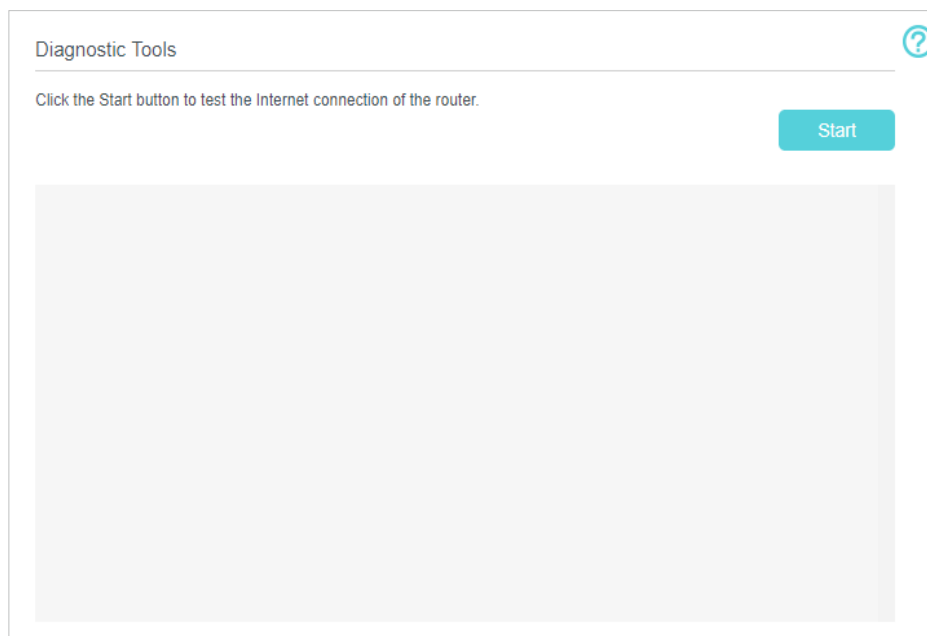 Diagnostic Tools
Click the Start button to test the Internet connection of the router.
Start